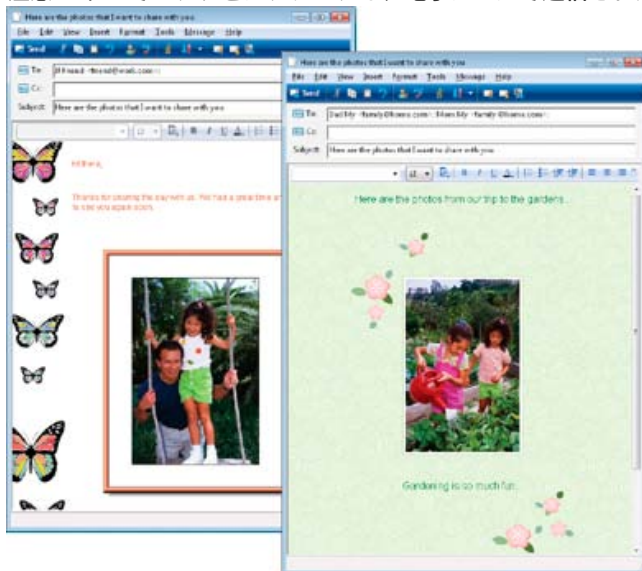 Here are the photos that I want to share with you
File Edit View Insert Format Tools Message Help
Send
To:
Cc:
Subject: Here are the photos that I want to share with you
Hi there,
Thanks for sharing the day with us. We had a great time
to see you again soon.
Here are the photos that I want to share with you
File Edit View Insert Format Tools Message Help
Send
To:
Cc:
Subject: Here are the photos that I want to share with you
Here are the photos from our trip to the gardens...
Gardening is so much fun.